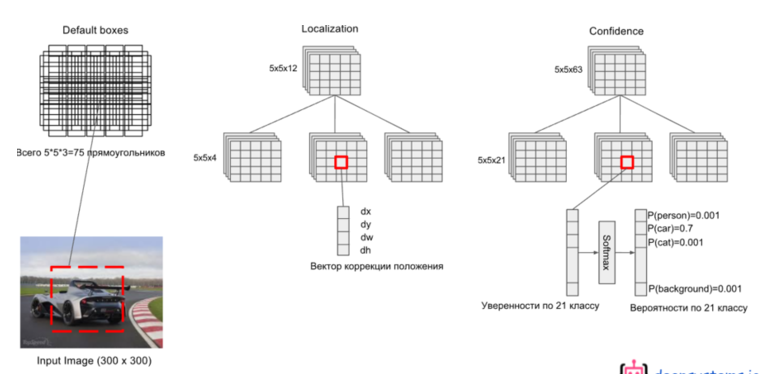 Default boxes
Всего 5*5*3=75 прямоугольников
Input Image (300 x 300)
Localization
5x5x12
5x5x4
dx
dy
dw
dh
Вектор коррекции положения
Confidence
5x5x63
5x5x21
Softmax
P(person)=0.001
P(car)=0.7
P(cat)=0.001
P(background)=0.001
Уверенности по 21 классу
Вероятности по 21 классу